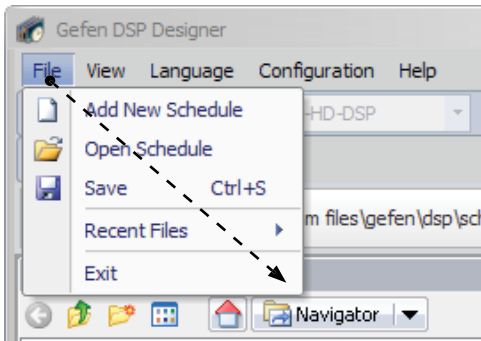 Gefen DSP Designer
File View Language Configuration Help
Add New Schedule
-HD-DSP
Open Schedule
Save Ctrl+S
m files\gefen\dsp\sch
Recent Files
Exit
Navigator